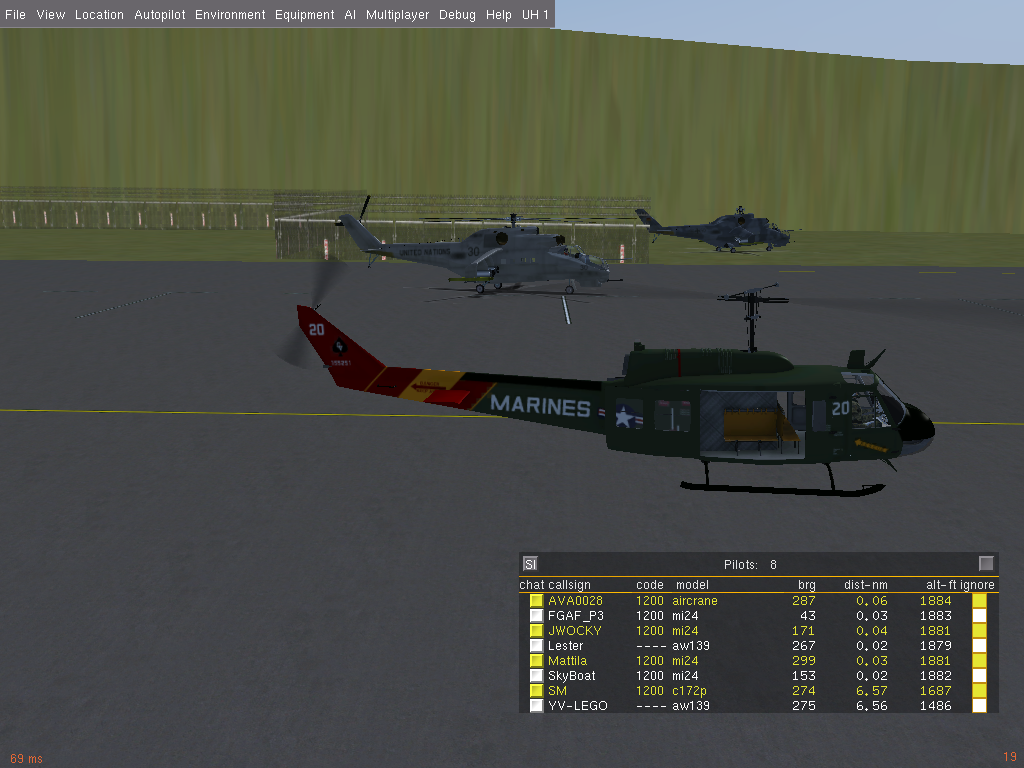 File View Location Autopilot Environment Equipment AI Multiplayer Debug Help UH 1
UNITED NATIONS 30
20
MARINES
20
SI Pilots: 8
chat callsign code model brg dist-nm alt-ft ignore
AVA0028 1200 aircrane 287 0.06 1884
FGAF_P3 1200 mi24 43 0.03 1883
JWOCKY 1200 mi24 171 0.04 1881
Lester ---- aw139 267 0.02 1879
Mattila 1200 mi24 299 0.03 1881
SkyBoat 1200 mi24 153 0.02 1882
SM 1200 c172p 274 6.57 1687
YV-LEGO ---- aw139 275 6.56 1486
69 ms 19